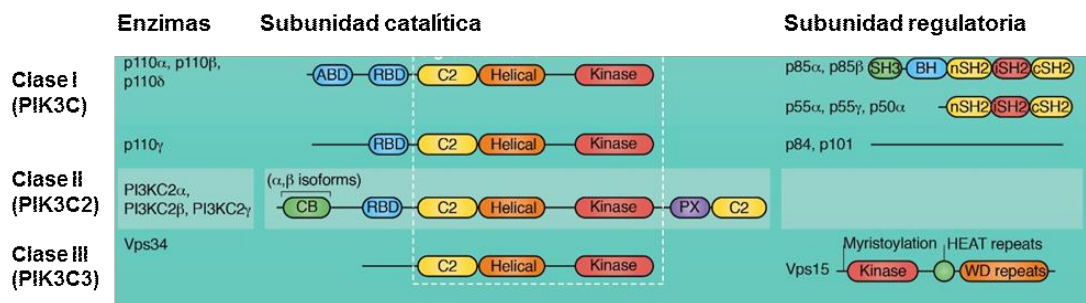 Enzimas Subunidad catalítica Subunidad regulatoria
Clase I
(PIK3C)
p110α, p110β,
p110δ
ABD RBD C2 Helical Kinase
p85α, p85β SH3 BH nSH2 iSH2 cSH2
p55α, p55γ, p50α nSH2 iSH2 cSH2
p110γ RBD C2 Helical Kinase p84, p101
Clase II
(PIK3C2)
PI3KC2α,
PI3KC2β, PI3KC2γ
(α,β isoforms)
CB RBD C2 Helical Kinase PX C2
Clase III
(PIK3C3)
Vps34 C2 Helical Kinase
Myristoylation HEAT repeats
Vps15 Kinase WD repeats